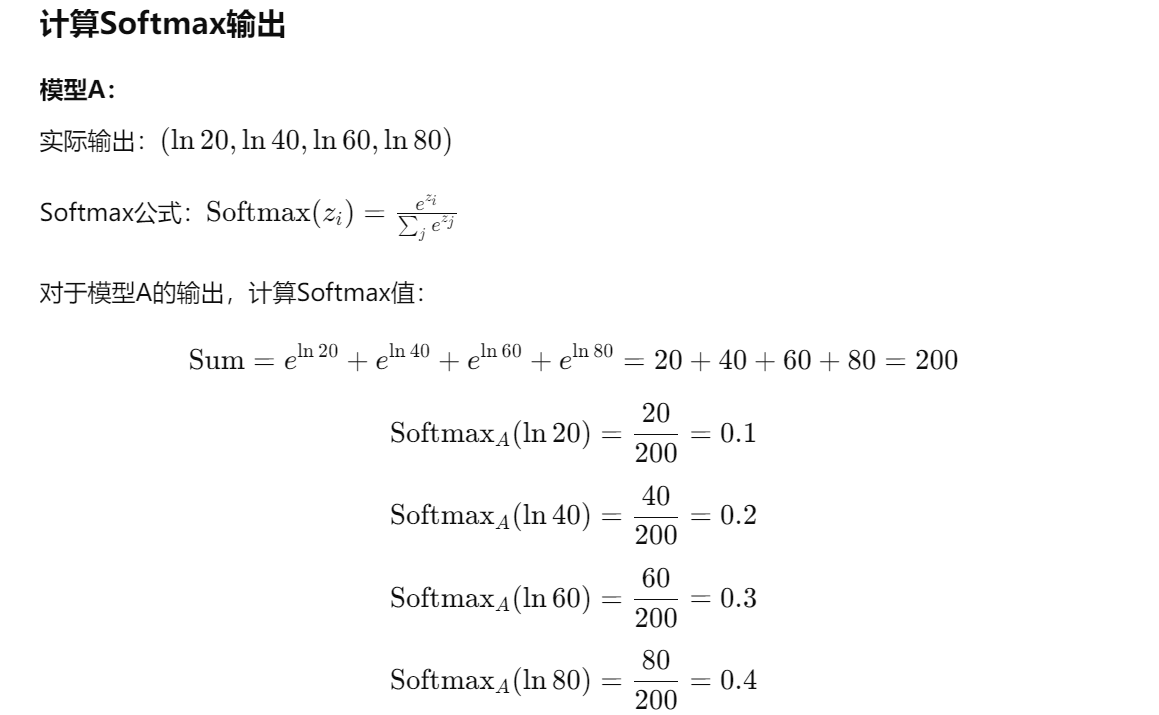 计算Softmax输出
模型A：
实际输出：(ln 20, ln 40, ln 60, ln 80)
Softmax公式：Softmax(z_i) = e^{z_i} / ∑_j e^{z_j}
对于模型A的输出，计算Softmax值：
Sum = e^{ln 20} + e^{ln 40} + e^{ln 60} + e^{ln 80} = 20 + 40 + 60 + 80 = 200
Softmax_A(ln 20) = 20/200 = 0.1
Softmax_A(ln 40) = 40/200 = 0.2
Softmax_A(ln 60) = 60/200 = 0.3
Softmax_A(ln 80) = 80/200 = 0.4